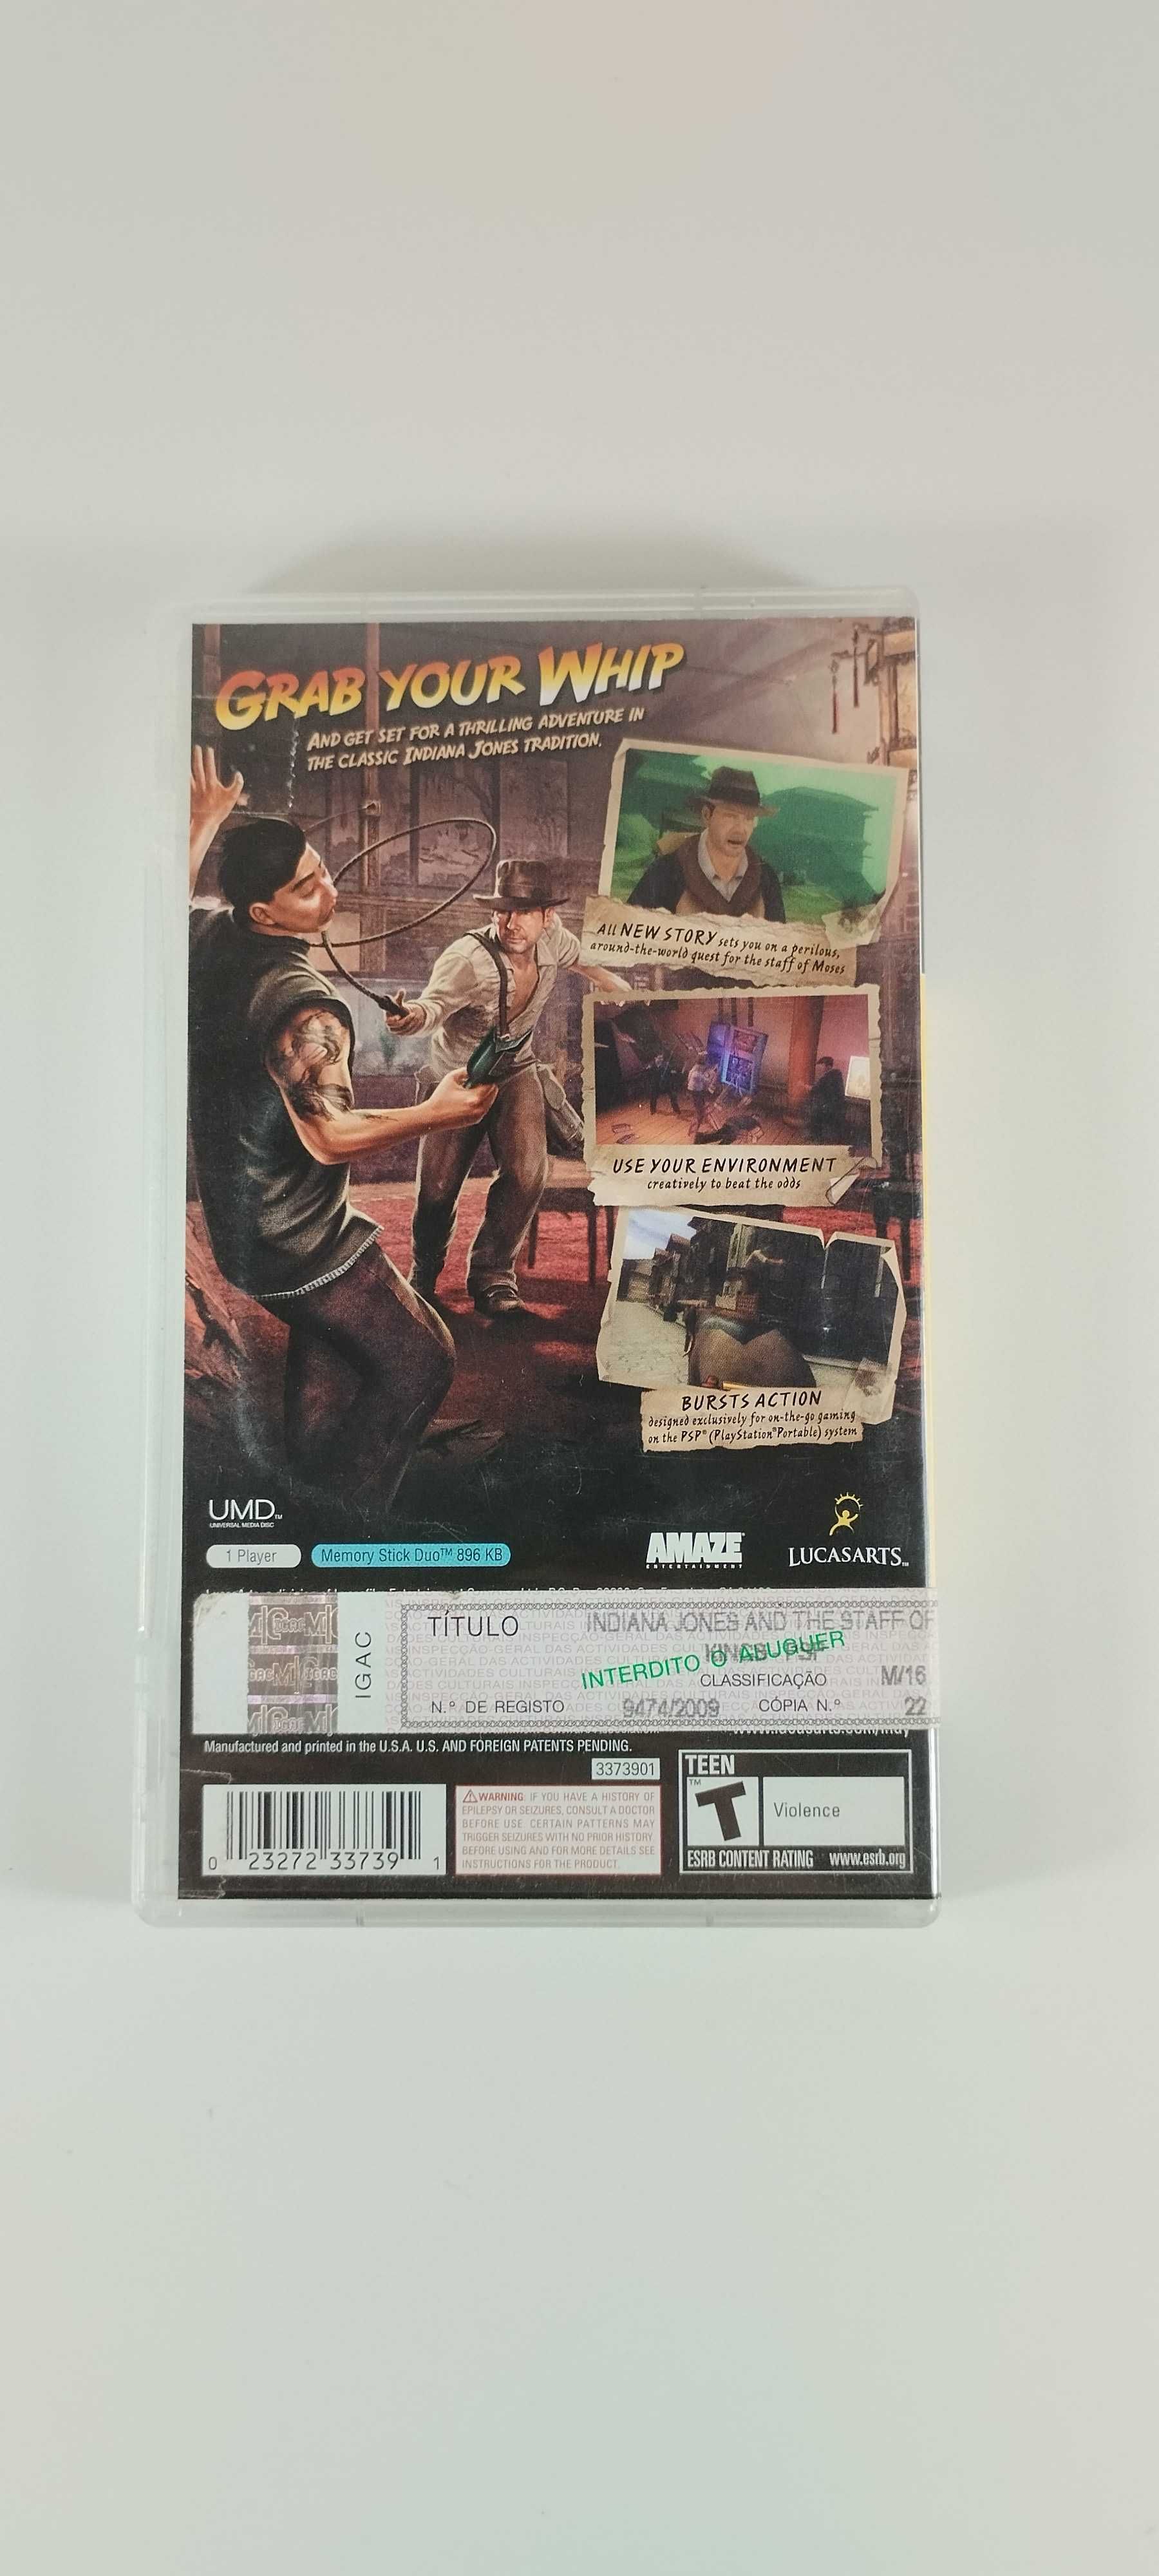 GRAB YOUR WHIP
AND GET SET FOR A THRILLING ADVENTURE IN
THE CLASSIC INDIANA JONES TRADITION.
All NEW STORY sets you on a perilous,
around-the-world quest for the staff of Moses
USE YOUR ENVIRONMENT
creatively to beat the odds
BURSTS ACTION
designed exclusively for on-the-go gaming
on the PSP® (PlayStation®Portable) system
UMD™
UNIVERSAL MEDIA DISC
1 Player
Memory Stick Duo™ 896 KB
AMAZE®
ENTERTAINMENT
LUCASARTS™
IGAC
TÍTULO
INDIANA JONES AND THE STAFF OF
KINGS PSP
INTERDITO O ALUGUER
CLASSIFICAÇÃO M/16
N.º DE REGISTO 9474/2009 CÓPIA N.º 22
Manufactured and printed in the U.S.A. U.S. AND FOREIGN PATENTS PENDING.
3373901
0 23272 33739 1
WARNING: IF YOU HAVE A HISTORY OF
EPILEPSY OR SEIZURES, CONSULT A DOCTOR
BEFORE USE. CERTAIN PATTERNS MAY
TRIGGER SEIZURES WITH NO PRIOR HISTORY.
BEFORE USING AND FOR MORE DETAILS SEE
INSTRUCTIONS FOR THE PRODUCT.
TEEN
T™
Violence
ESRB CONTENT RATING www.esrb.org